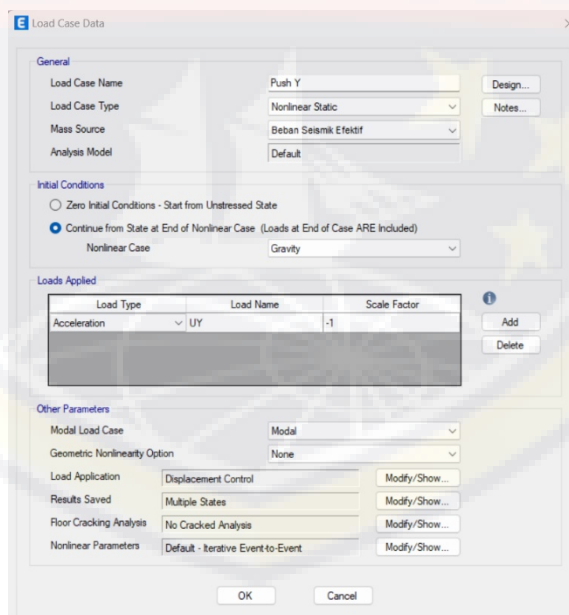 E Load Case Data
General
Load Case Name Push Y Design...
Load Case Type Nonlinear Static Notes...
Mass Source Beban Seismik Efektif
Analysis Model Default
Initial Conditions
Zero Initial Conditions - Start from Unstressed State
Continue from State at End of Nonlinear Case (Loads at End of Case ARE Included)
Nonlinear Case Gravity
Loads Applied
Load Type Load Name Scale Factor
Acceleration UY -1 Add
Delete
Other Parameters
Modal Load Case Modal
Geometric Nonlinearity Option None
Load Application Displacement Control Modify/Show...
Results Saved Multiple States Modify/Show...
Floor Cracking Analysis No Cracked Analysis Modify/Show...
Nonlinear Parameters Default - Iterative Event-to-Event Modify/Show...
OK Cancel